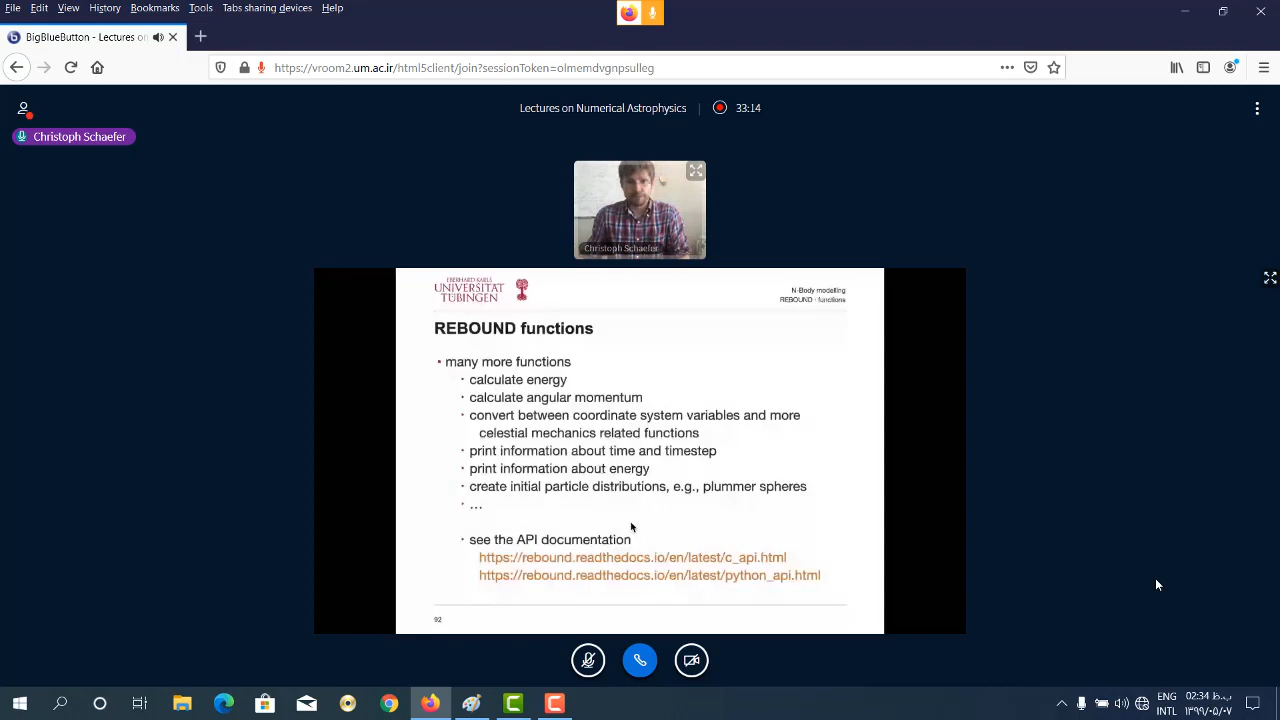 File Edit View History Bookmarks Tools Tabs sharing devices Help
BigBlueButton - Lectures on
https://vroom2.um.ac.ir/html5client/join?sessionToken=olmemdvgnpsulleg
Lectures on Numerical Astrophysics 33:14
Christoph Schaefer
Christoph Schaefer
EBERHARD KARLS
UNIVERSITÄT
TÜBINGEN
N-Body modelling
REBOUND - functions
REBOUND functions
many more functions
calculate energy
calculate angular momentum
convert between coordinate system variables and more
celestial mechanics related functions
print information about time and timestep
print information about energy
create initial particle distributions, e.g., plummer spheres
...
see the API documentation
https://rebound.readthedocs.io/en/latest/c_api.html
https://rebound.readthedocs.io/en/latest/python_api.html
92
ENG
INTL
02:34 ب.ظ
۱۳۹۹/۰۵/۰۷